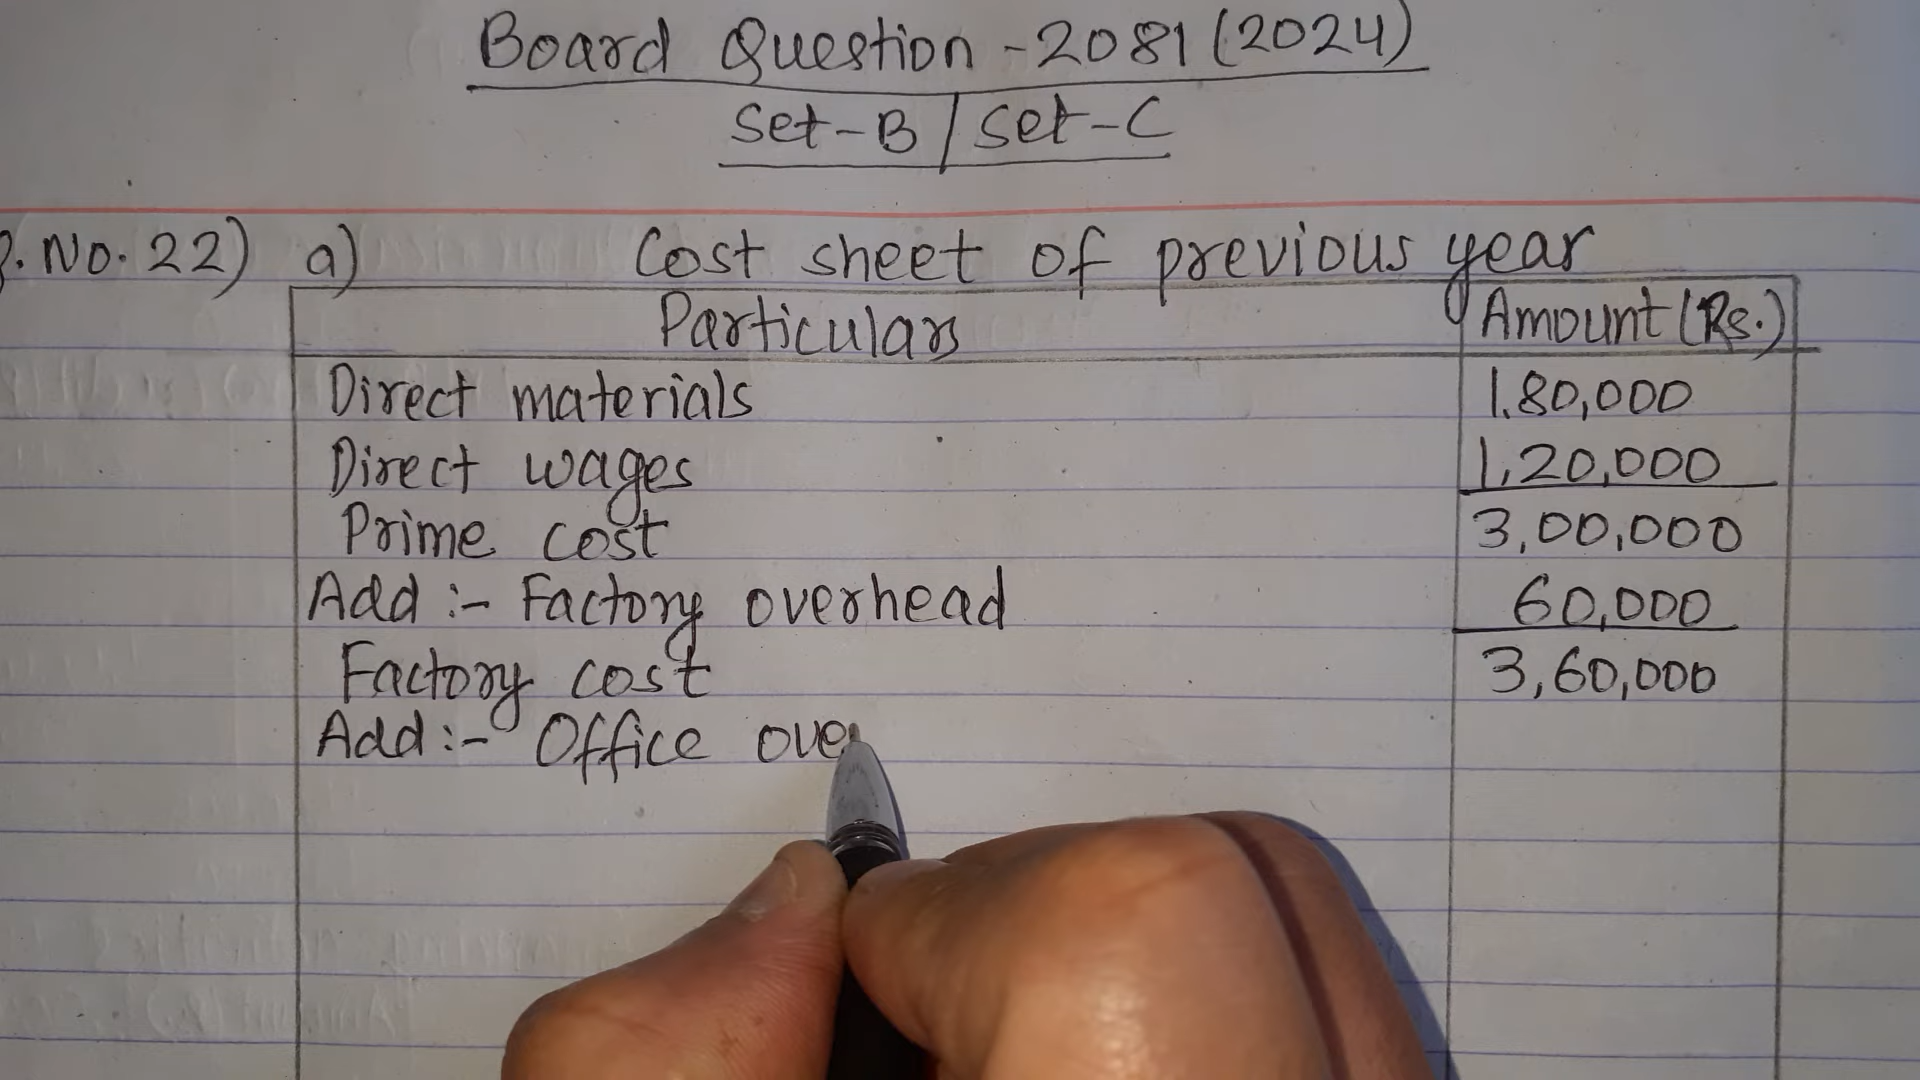 Board Question - 2081 (2024)
Set-B / Set-C
No. 22) a) Cost sheet of previous year
Particulars Amount (Rs.)
Direct materials 1,80,000
Direct wages 1,20,000
Prime cost 3,00,000
Add :- Factory overhead 60,000
Factory cost 3,60,000
Add :- Office ove